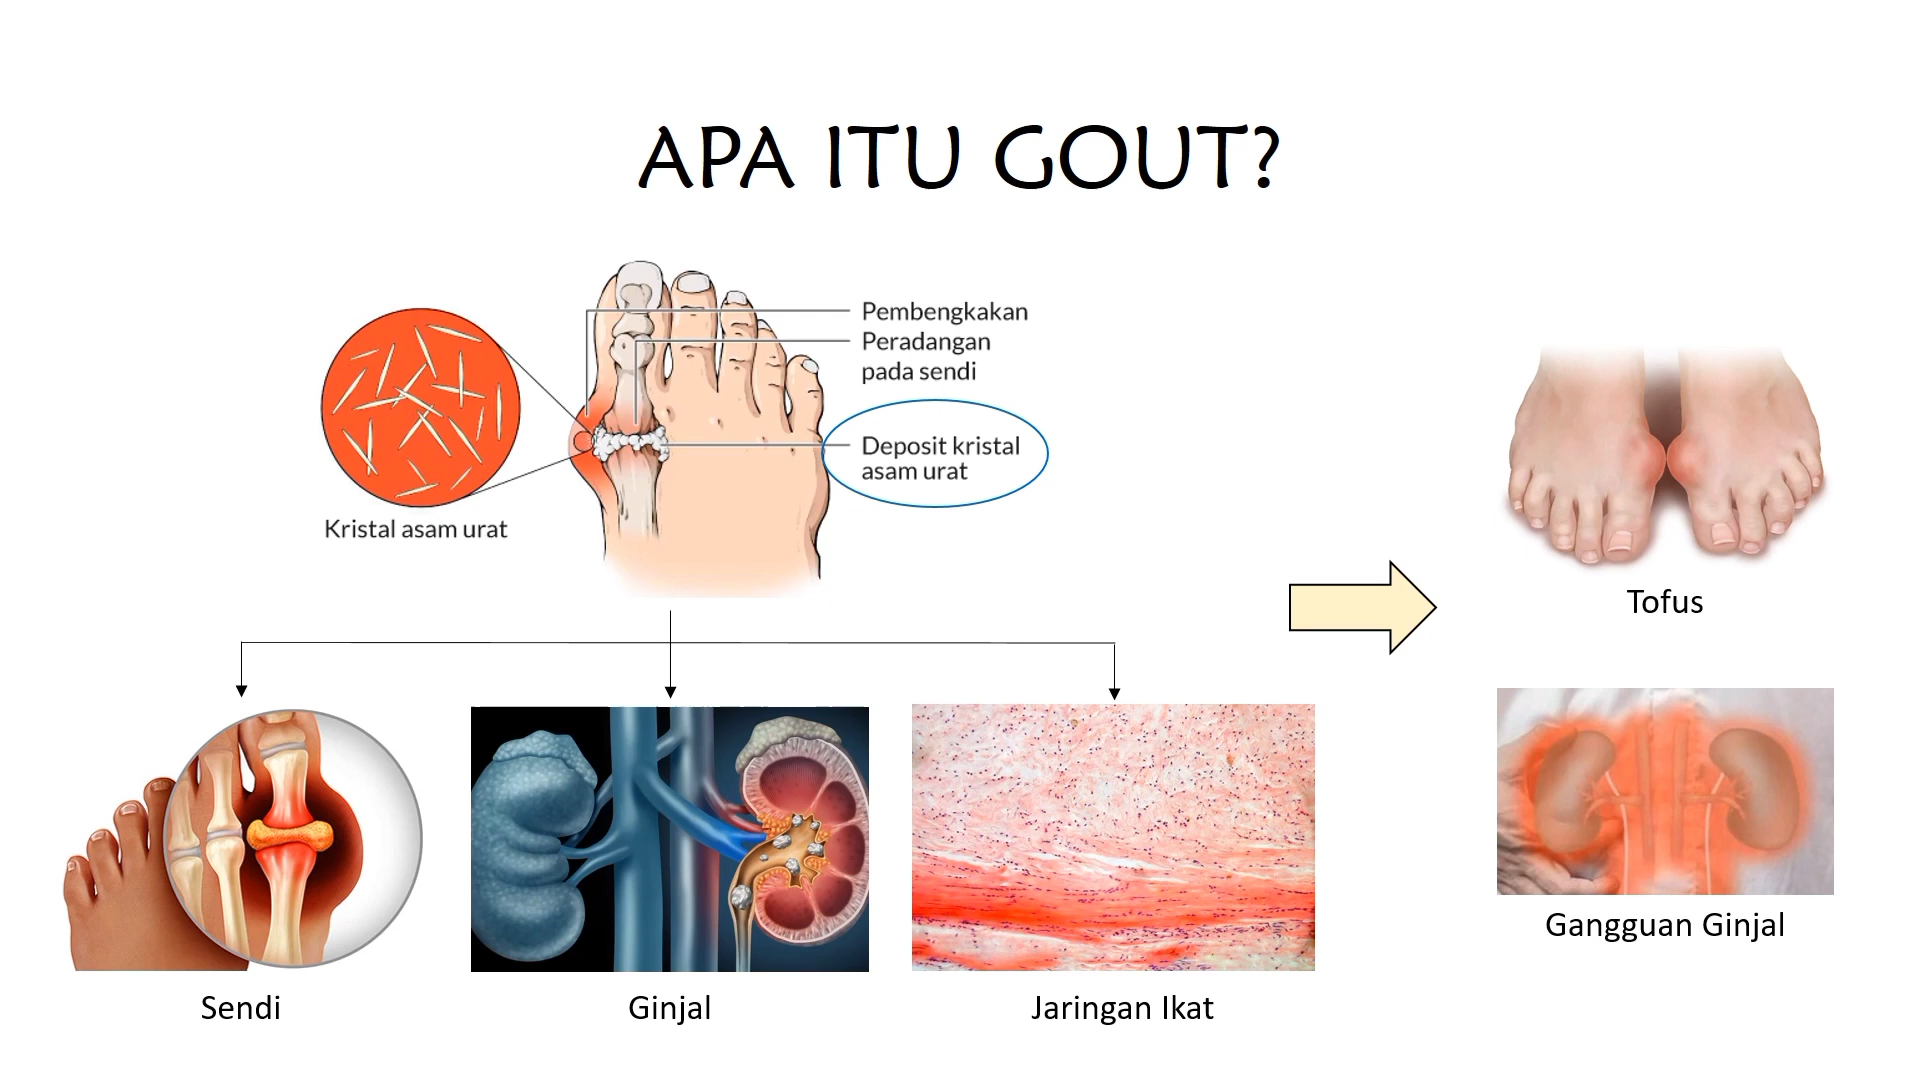 APA ITU GOUT?
Pembengkakan
Peradangan
pada sendi
Deposit kristal
asam urat
Kristal asam urat
Tofus
Gangguan Ginjal
Sendi
Ginjal
Jaringan Ikat